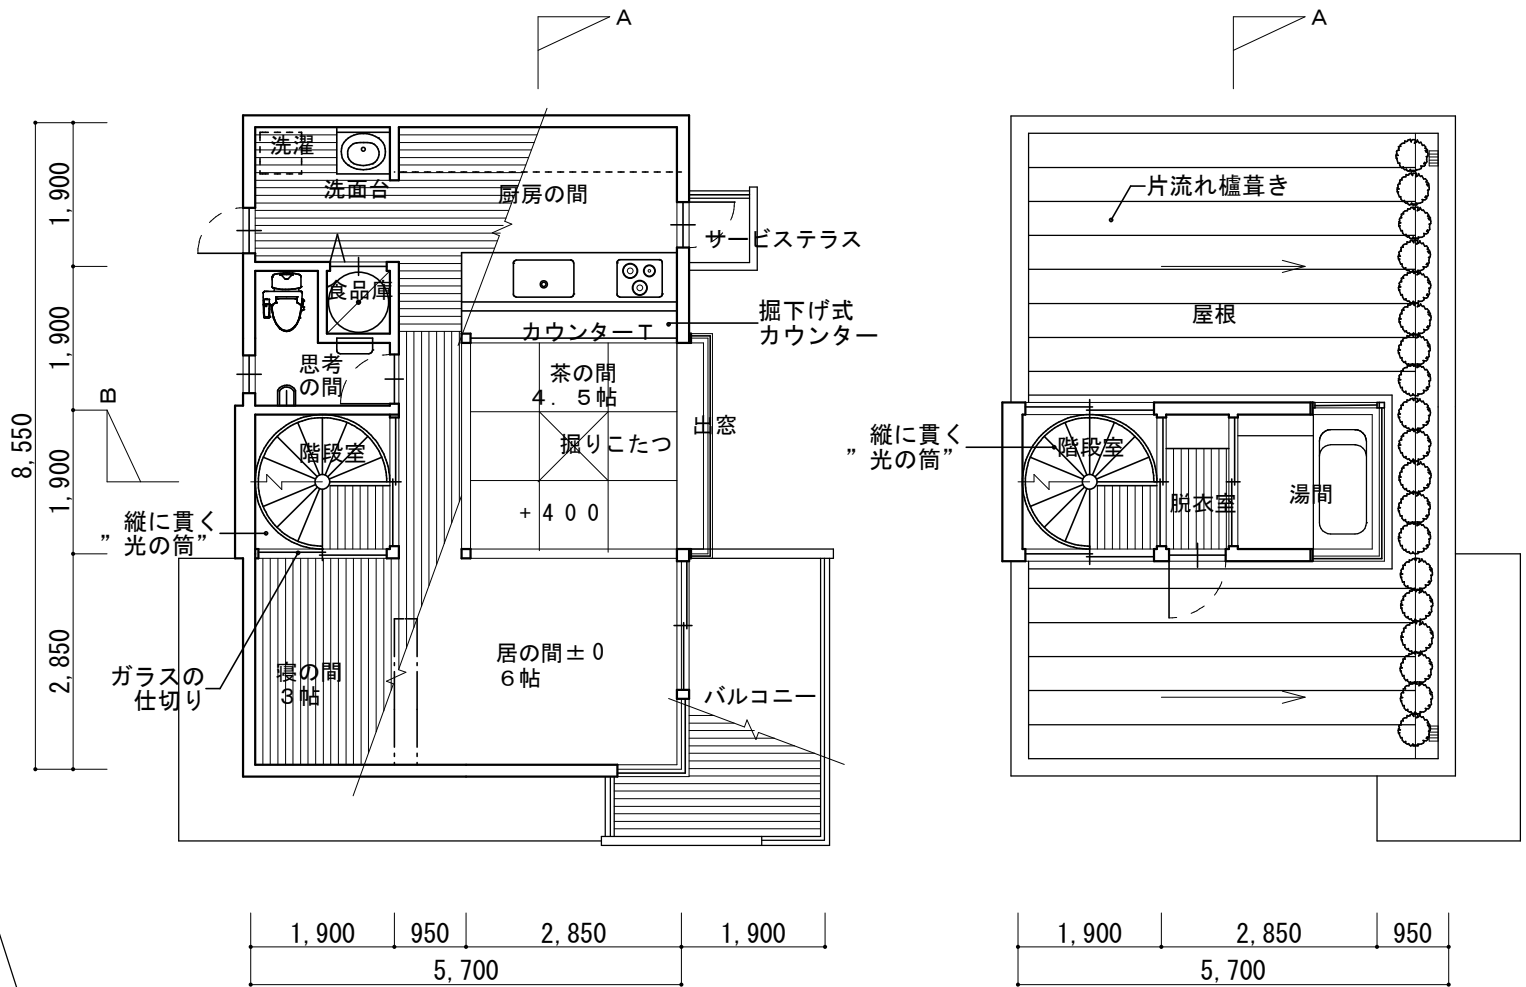 A
A
洗濯
洗面台
厨房の間
サービステラス
食品庫
カウンターT
掘下げ式
カウンター
思考
の間
茶の間
4．5帖
出窓
掘りこたつ
階段室
+400
縦に貫く
”光の筒”
ガラスの
仕切り
寝の間
3帖
居の間±0
6帖
バルコニー
B
1,900
1,900
1,900
2,850
8,550
1,900
950
2,850
1,900
5,700
片流れ櫨葺き
屋根
縦に貫く
”光の筒”
階段室
脱衣室
湯間
1,900
2,850
950
5,700